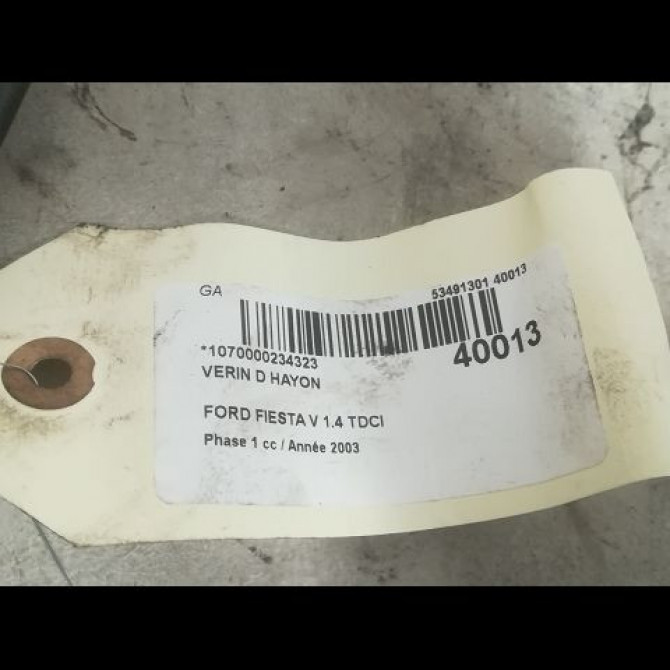 GA
53491301 40013
*1070000234323
40013
VERIN D HAYON
FORD FIESTA V 1.4 TDCI
Phase 1 cc / Année 2003